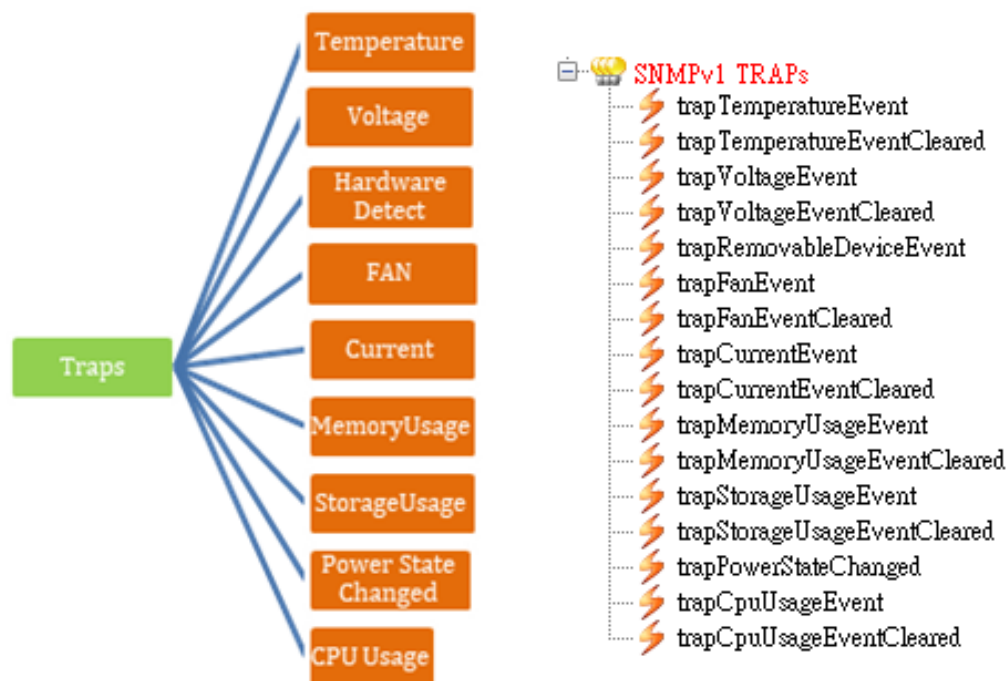 Traps
Temperature
Voltage
Hardware
Detect
FAN
Current
MemoryUsage
StorageUsage
Power State
Changed
CPU Usage
SNMPv1 TRAPs
trapTemperatureEvent
trapTemperatureEventCleared
trapVoltageEvent
trapVoltageEventCleared
trapRemovableDeviceEvent
trapFanEvent
trapFanEventCleared
trapCurrentEvent
trapCurrentEventCleared
trapMemoryUsageEvent
trapMemoryUsageEventCleared
trapStorageUsageEvent
trapStorageUsageEventCleared
trapPowerStateChanged
trapCpuUsageEvent
trapCpuUsageEventCleared